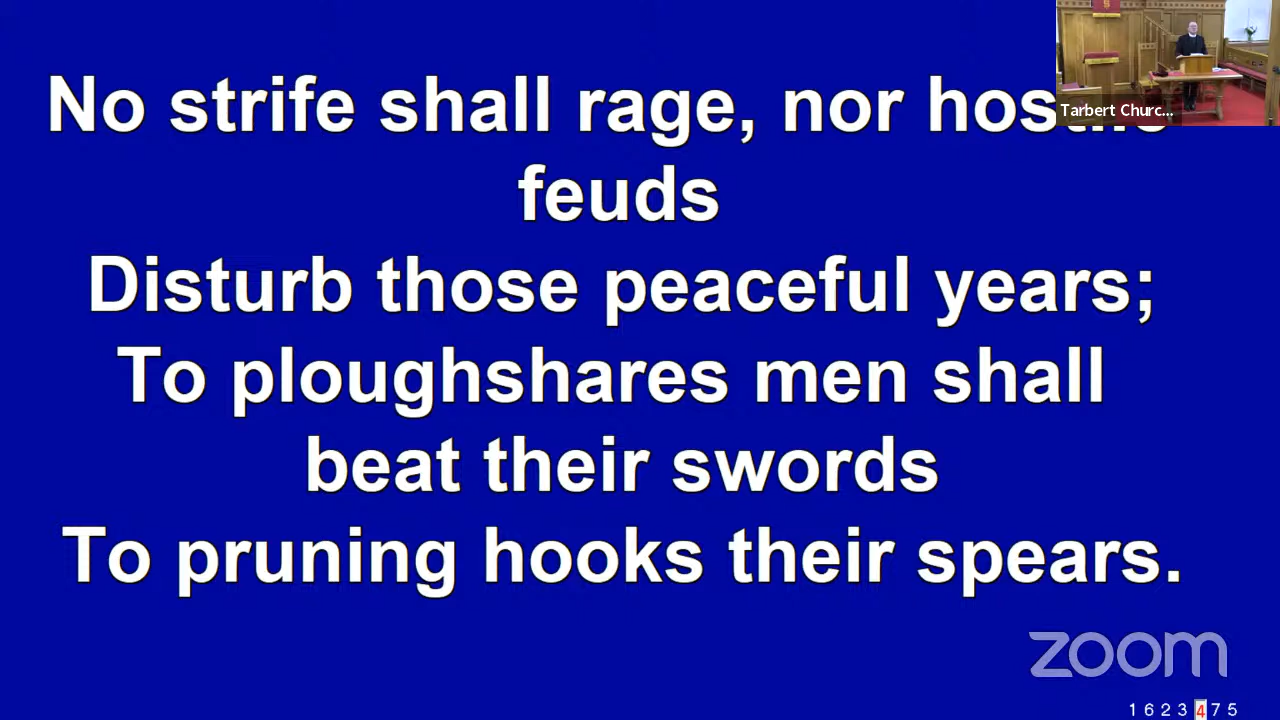 No strife shall rage, nor
feuds
Disturb those peaceful years;
To ploughshares men shall
beat their swords
To pruning hooks their spears.
Tarbert Churc...
zoom
1 6 2 3 4 7 5